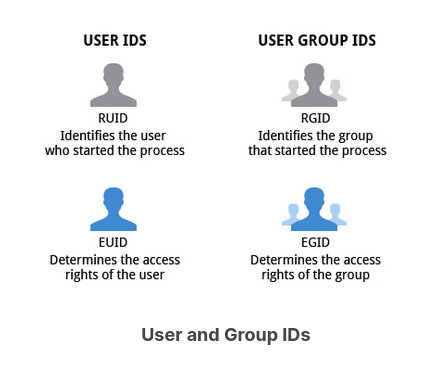 USER IDS
RUID
Identifies the user
who started the process
EUID
Determines the access
rights of the user
USER GROUP IDS
RGID
Identifies the group
that started the process
EGID
Determines the access
rights of the group
User and Group IDs